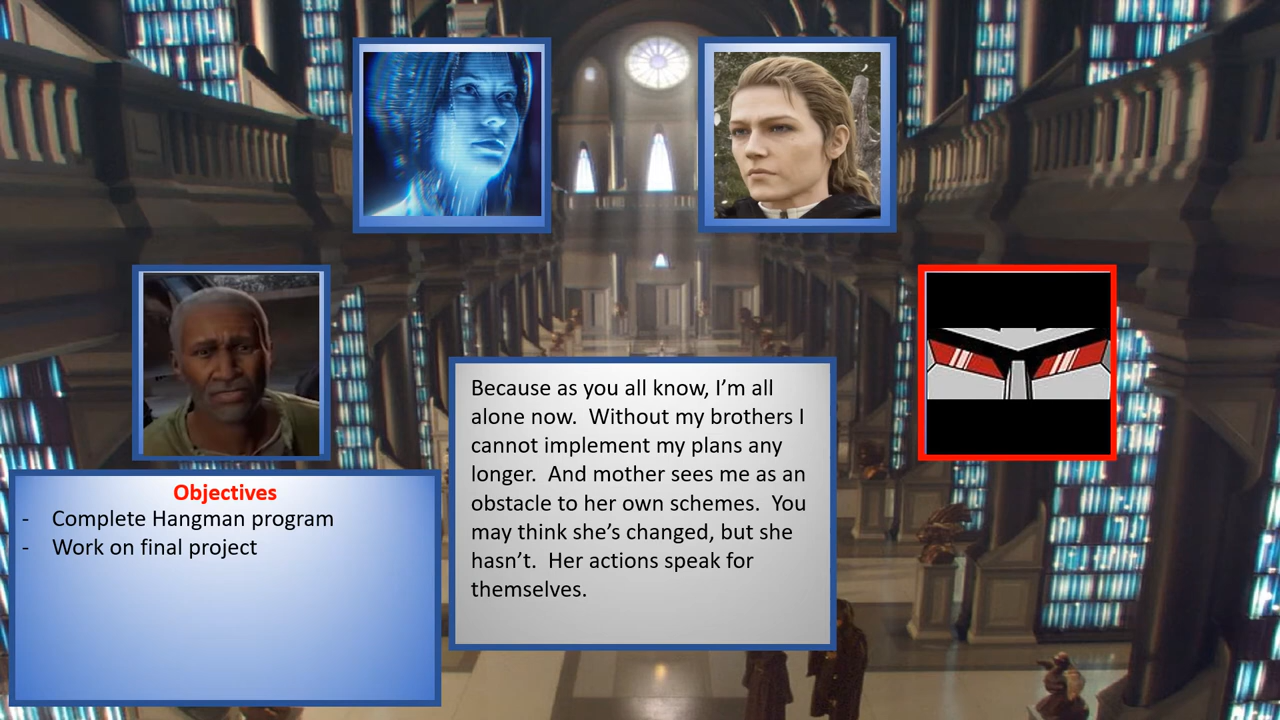 Objectives
- Complete Hangman program
- Work on final project
Because as you all know, I’m all
alone now.  Without my brothers I
cannot implement my plans any
longer.  And mother sees me as an
obstacle to her own schemes.  You
may think she’s changed, but she
hasn’t.  Her actions speak for
themselves.